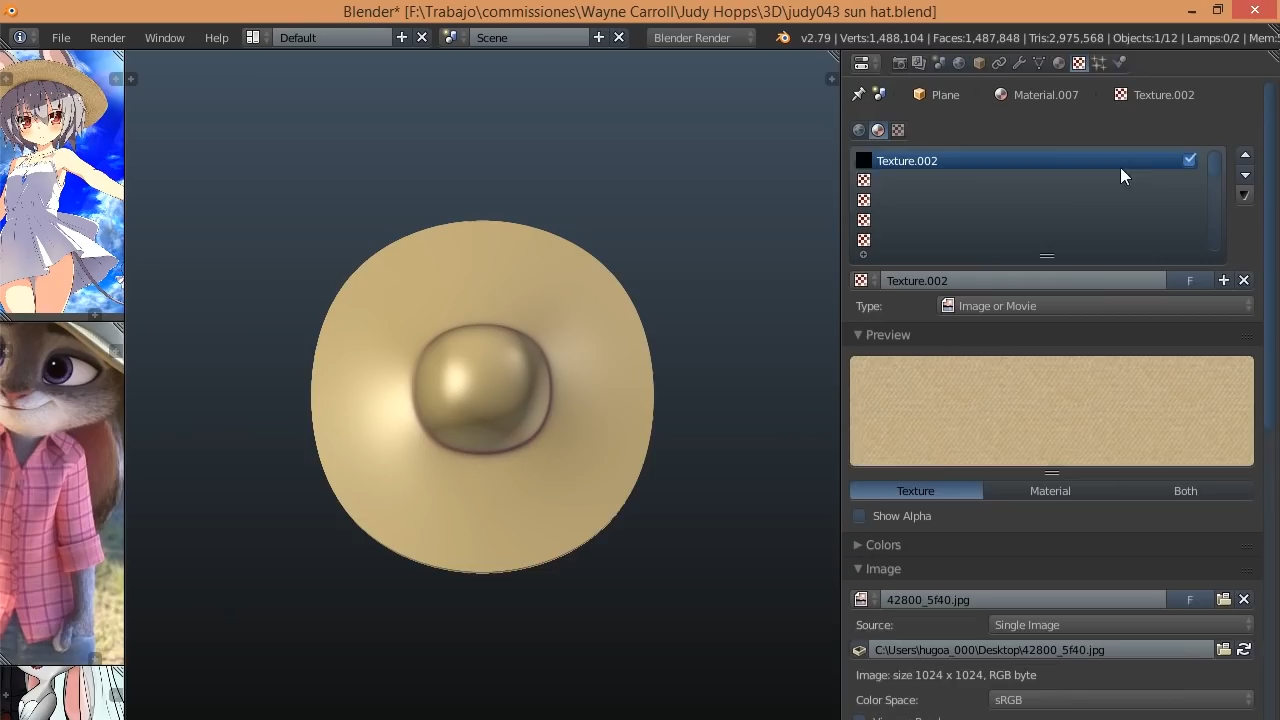 Blender* [F:\Trabajo\commissiones\Wayne Carroll\Judy Hopps\3D\judy043 sun hat.blend]
File Render Window Help Default Scene Blender Render v2.79 | Verts:1,488,104 | Faces:1,487,848 | Tris:2,975,568 | Objects:1/12 | Lamps:0/2 | Mem:
Plane Material.007 Texture.002
Texture.002
Texture.002 F
Type: Image or Movie
Preview
Texture Material Both
Show Alpha
Colors
Image
42800_5f40.jpg F
Source: Single Image
C:\Users\hugoa_000\Desktop\42800_5f40.jpg
Image: size 1024 x 1024, RGB byte
Color Space: sRGB